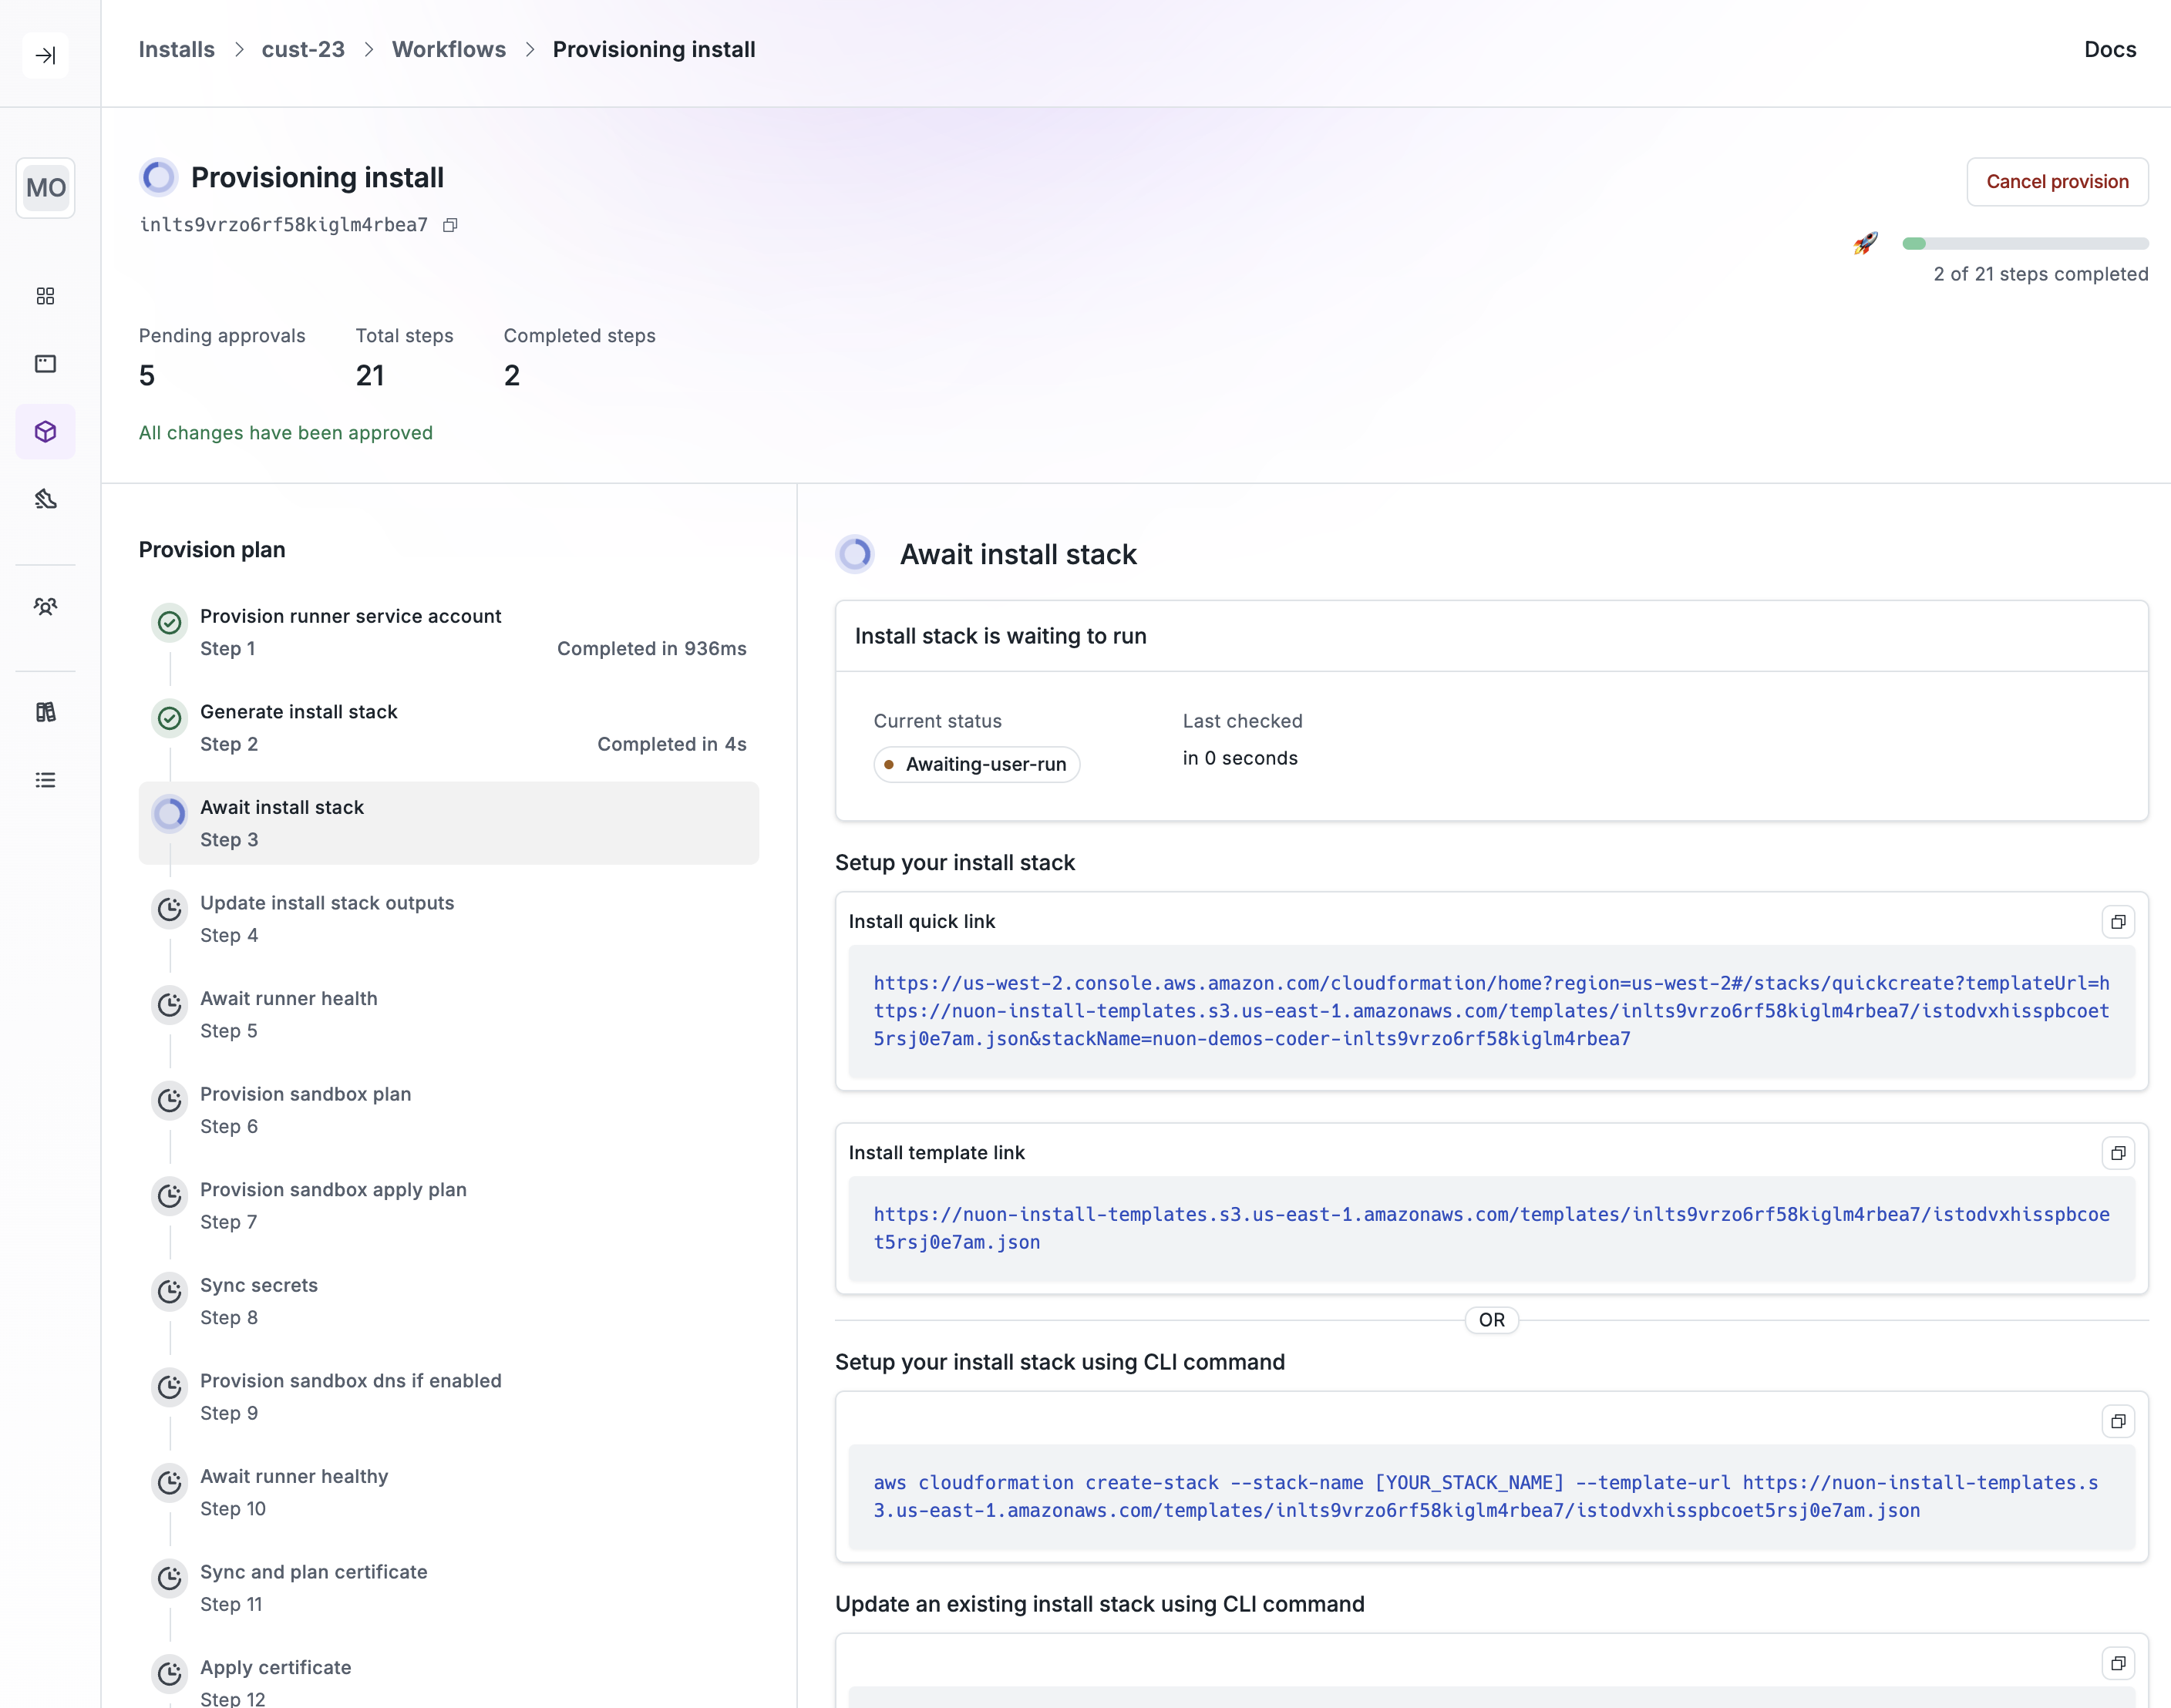 Installs > cust-23 > Workflows > Provisioning install
Docs
MO
Provisioning install
inlts9vrzo6rf58kiglm4rbea7
Cancel provision
2 of 21 steps completed
Pending approvals
5
Total steps
21
Completed steps
2
All changes have been approved
Provision plan
Provision runner service account
Step 1
Completed in 936ms
Generate install stack
Step 2
Completed in 4s
Await install stack
Step 3
Update install stack outputs
Step 4
Await runner health
Step 5
Provision sandbox plan
Step 6
Provision sandbox apply plan
Step 7
Sync secrets
Step 8
Provision sandbox dns if enabled
Step 9
Await runner healthy
Step 10
Sync and plan certificate
Step 11
Apply certificate
Step 12
Await install stack
Install stack is waiting to run
Current status
Awaiting-user-run
Last checked
in 0 seconds
Setup your install stack
Install quick link
https://us-west-2.console.aws.amazon.com/cloudformation/home?region=us-west-2#/stacks/quickcreate?templateUrl=h
ttps://nuon-install-templates.s3.us-east-1.amazonaws.com/templates/inlts9vrzo6rf58kiglm4rbea7/istodvxhisspbcoet
5rsj0e7am.json&stackName=nuon-demos-coder-inlts9vrzo6rf58kiglm4rbea7
Install template link
https://nuon-install-templates.s3.us-east-1.amazonaws.com/templates/inlts9vrzo6rf58kiglm4rbea7/istodvxhisspbcoe
t5rsj0e7am.json
OR
Setup your install stack using CLI command
aws cloudformation create-stack --stack-name [YOUR_STACK_NAME] --template-url https://nuon-install-templates.s
3.us-east-1.amazonaws.com/templates/inlts9vrzo6rf58kiglm4rbea7/istodvxhisspbcoet5rsj0e7am.json
Update an existing install stack using CLI command